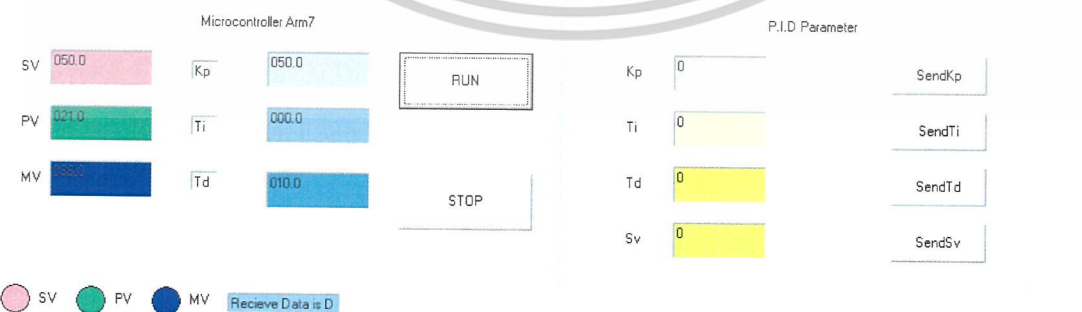 Microcontroller Arm7
P.I.D Parameter
SV 050.0 Kp 050.0 RUN
Kp 0 SendKp
PV 021.0 Ti 000.0
Ti 0 SendTi
MV Td 010.0 STOP
Td 0 SendTd
Sv 0 SendSv
SV PV MV Recieve Data is D